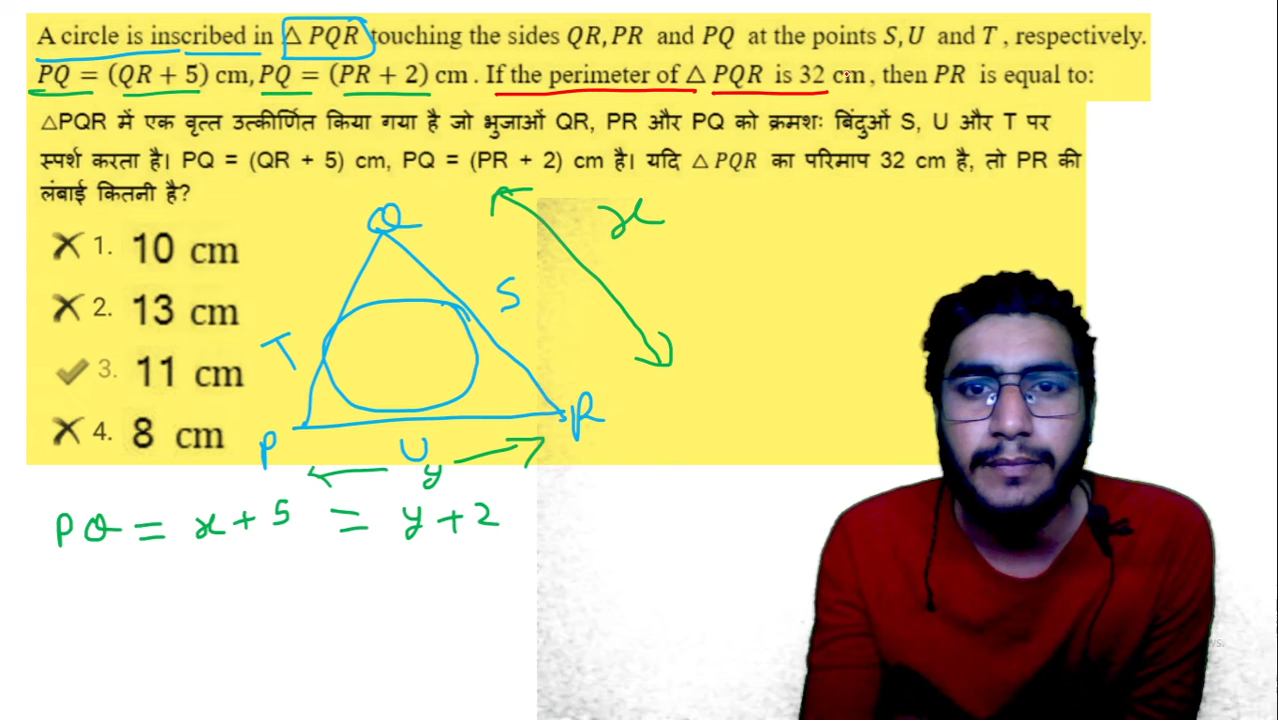 A circle is inscribed in △ PQR touching the sides QR, PR and PQ at the points S, U and T , respectively.
PQ = (QR + 5) cm, PQ = (PR + 2) cm . If the perimeter of △ PQR is 32 cm, then PR is equal to:
△PQR में एक वृत्त उत्कीर्णित किया गया है जो भुजाओं QR, PR और PQ को क्रमशः बिंदुओं S, U और T पर
स्पर्श करता है। PQ = (QR + 5) cm, PQ = (PR + 2) cm है। यदि △ PQR का परिमाप 32 cm है, तो PR की
लंबाई कितनी है?
1. 10 cm
2. 13 cm
3. 11 cm
4. 8 cm
Q
x
S
T
R
P
U
y
PQ = x + 5 = y + 2